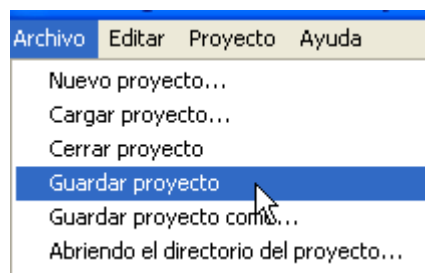 Archivo Editar Proyecto Ayuda
Nuevo proyecto...
Cargar proyecto...
Cerrar proyecto
Guardar proyecto
Guardar proyecto como...
Abriendo el directorio del proyecto...